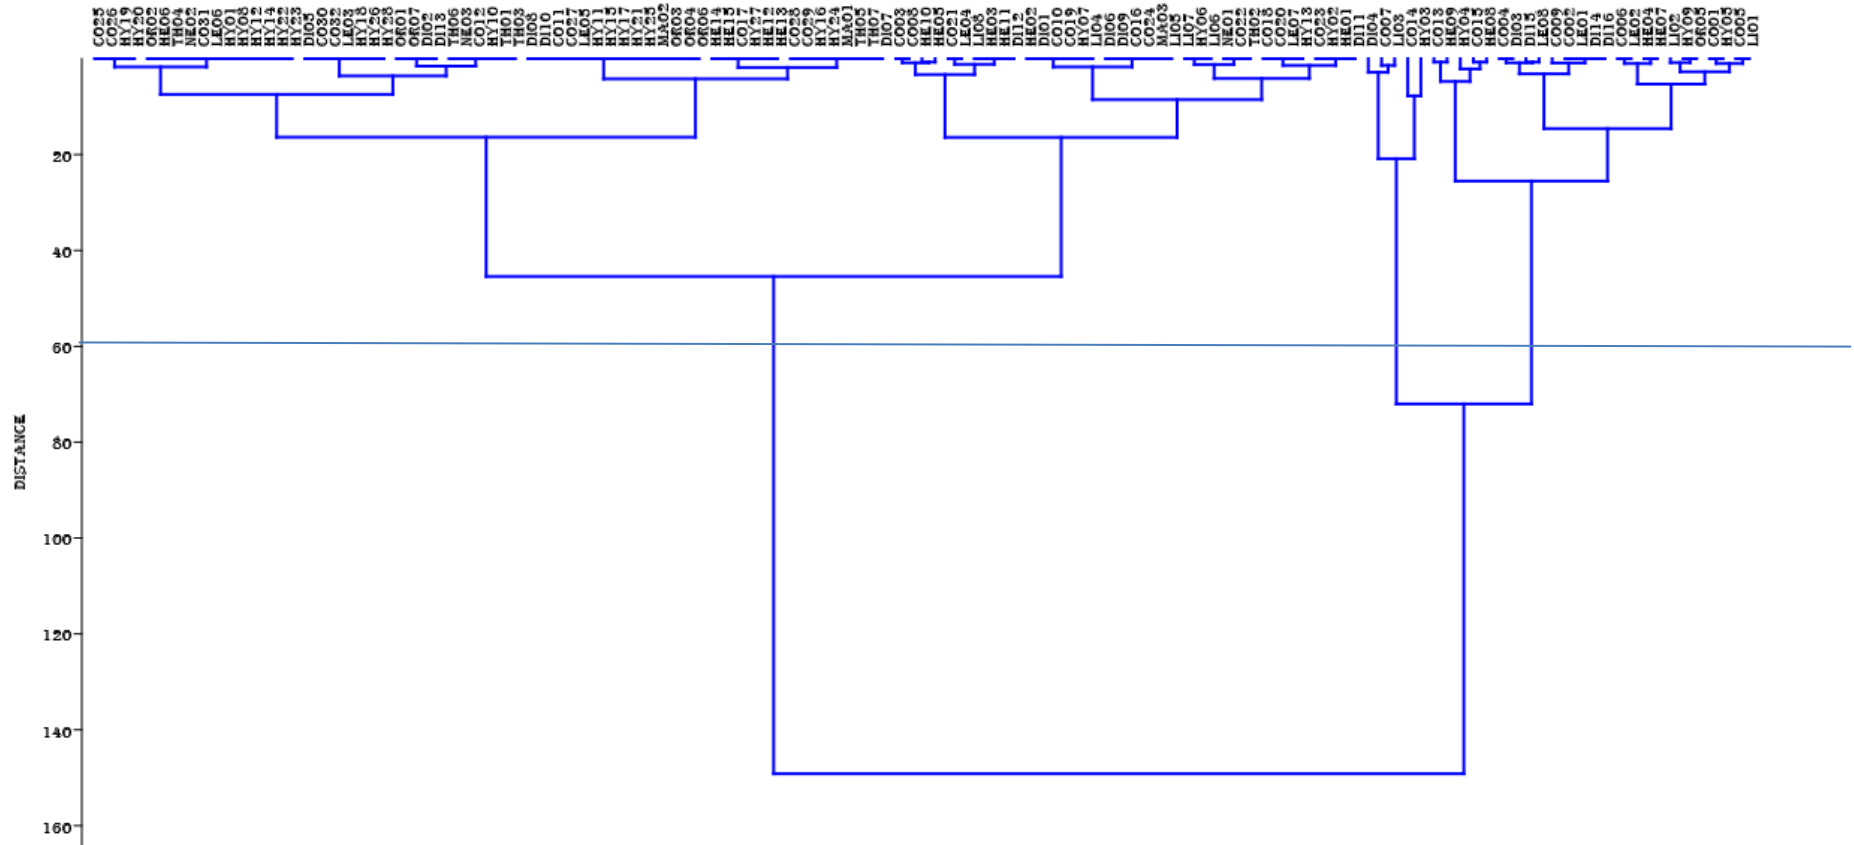 CO25
CO26
HY19
HY20
OR02
HE06
TH04
NE02
CO31
LE06
HY01
HY08
HY12
HY14
HY22
HY23
DI05
CO30
CO32
LE03
HY18
HY26
HY28
OR01
OR07
DI02
DI13
TH06
NE03
CO12
HY10
TH01
TH03
DI08
DI10
CO11
CO27
LE05
HY11
HY15
HY17
HY21
HY25
MA02
OR03
OR04
OR06
HE14
HE15
CO17
HY27
HE12
HE13
CO28
CO29
HY16
HY24
MA01
TH05
TH07
DI07
CO03
CO08
HE10
HE05
CO21
LE04
LI08
HE03
HE11
DI12
HE02
DI01
CO10
CO19
HY07
LI04
DI06
DI09
CO16
CO24
MA03
LI05
LI07
HY06
LI06
NE01
CO22
TH02
CO18
CO20
LE07
HY13
CO23
HY02
HE01
DI11
DI04
CO07
LI03
CO14
HY03
CO13
HE09
HY04
CO15
HE08
CO04
DI03
DI15
LE08
CO09
CO02
LE01
DI14
DI16
CO06
LE02
HE04
HE07
LI02
HY09
OR05
CO01
HY05
CO05
LI01
20
40
60
80
100
120
140
160
DISTANCE